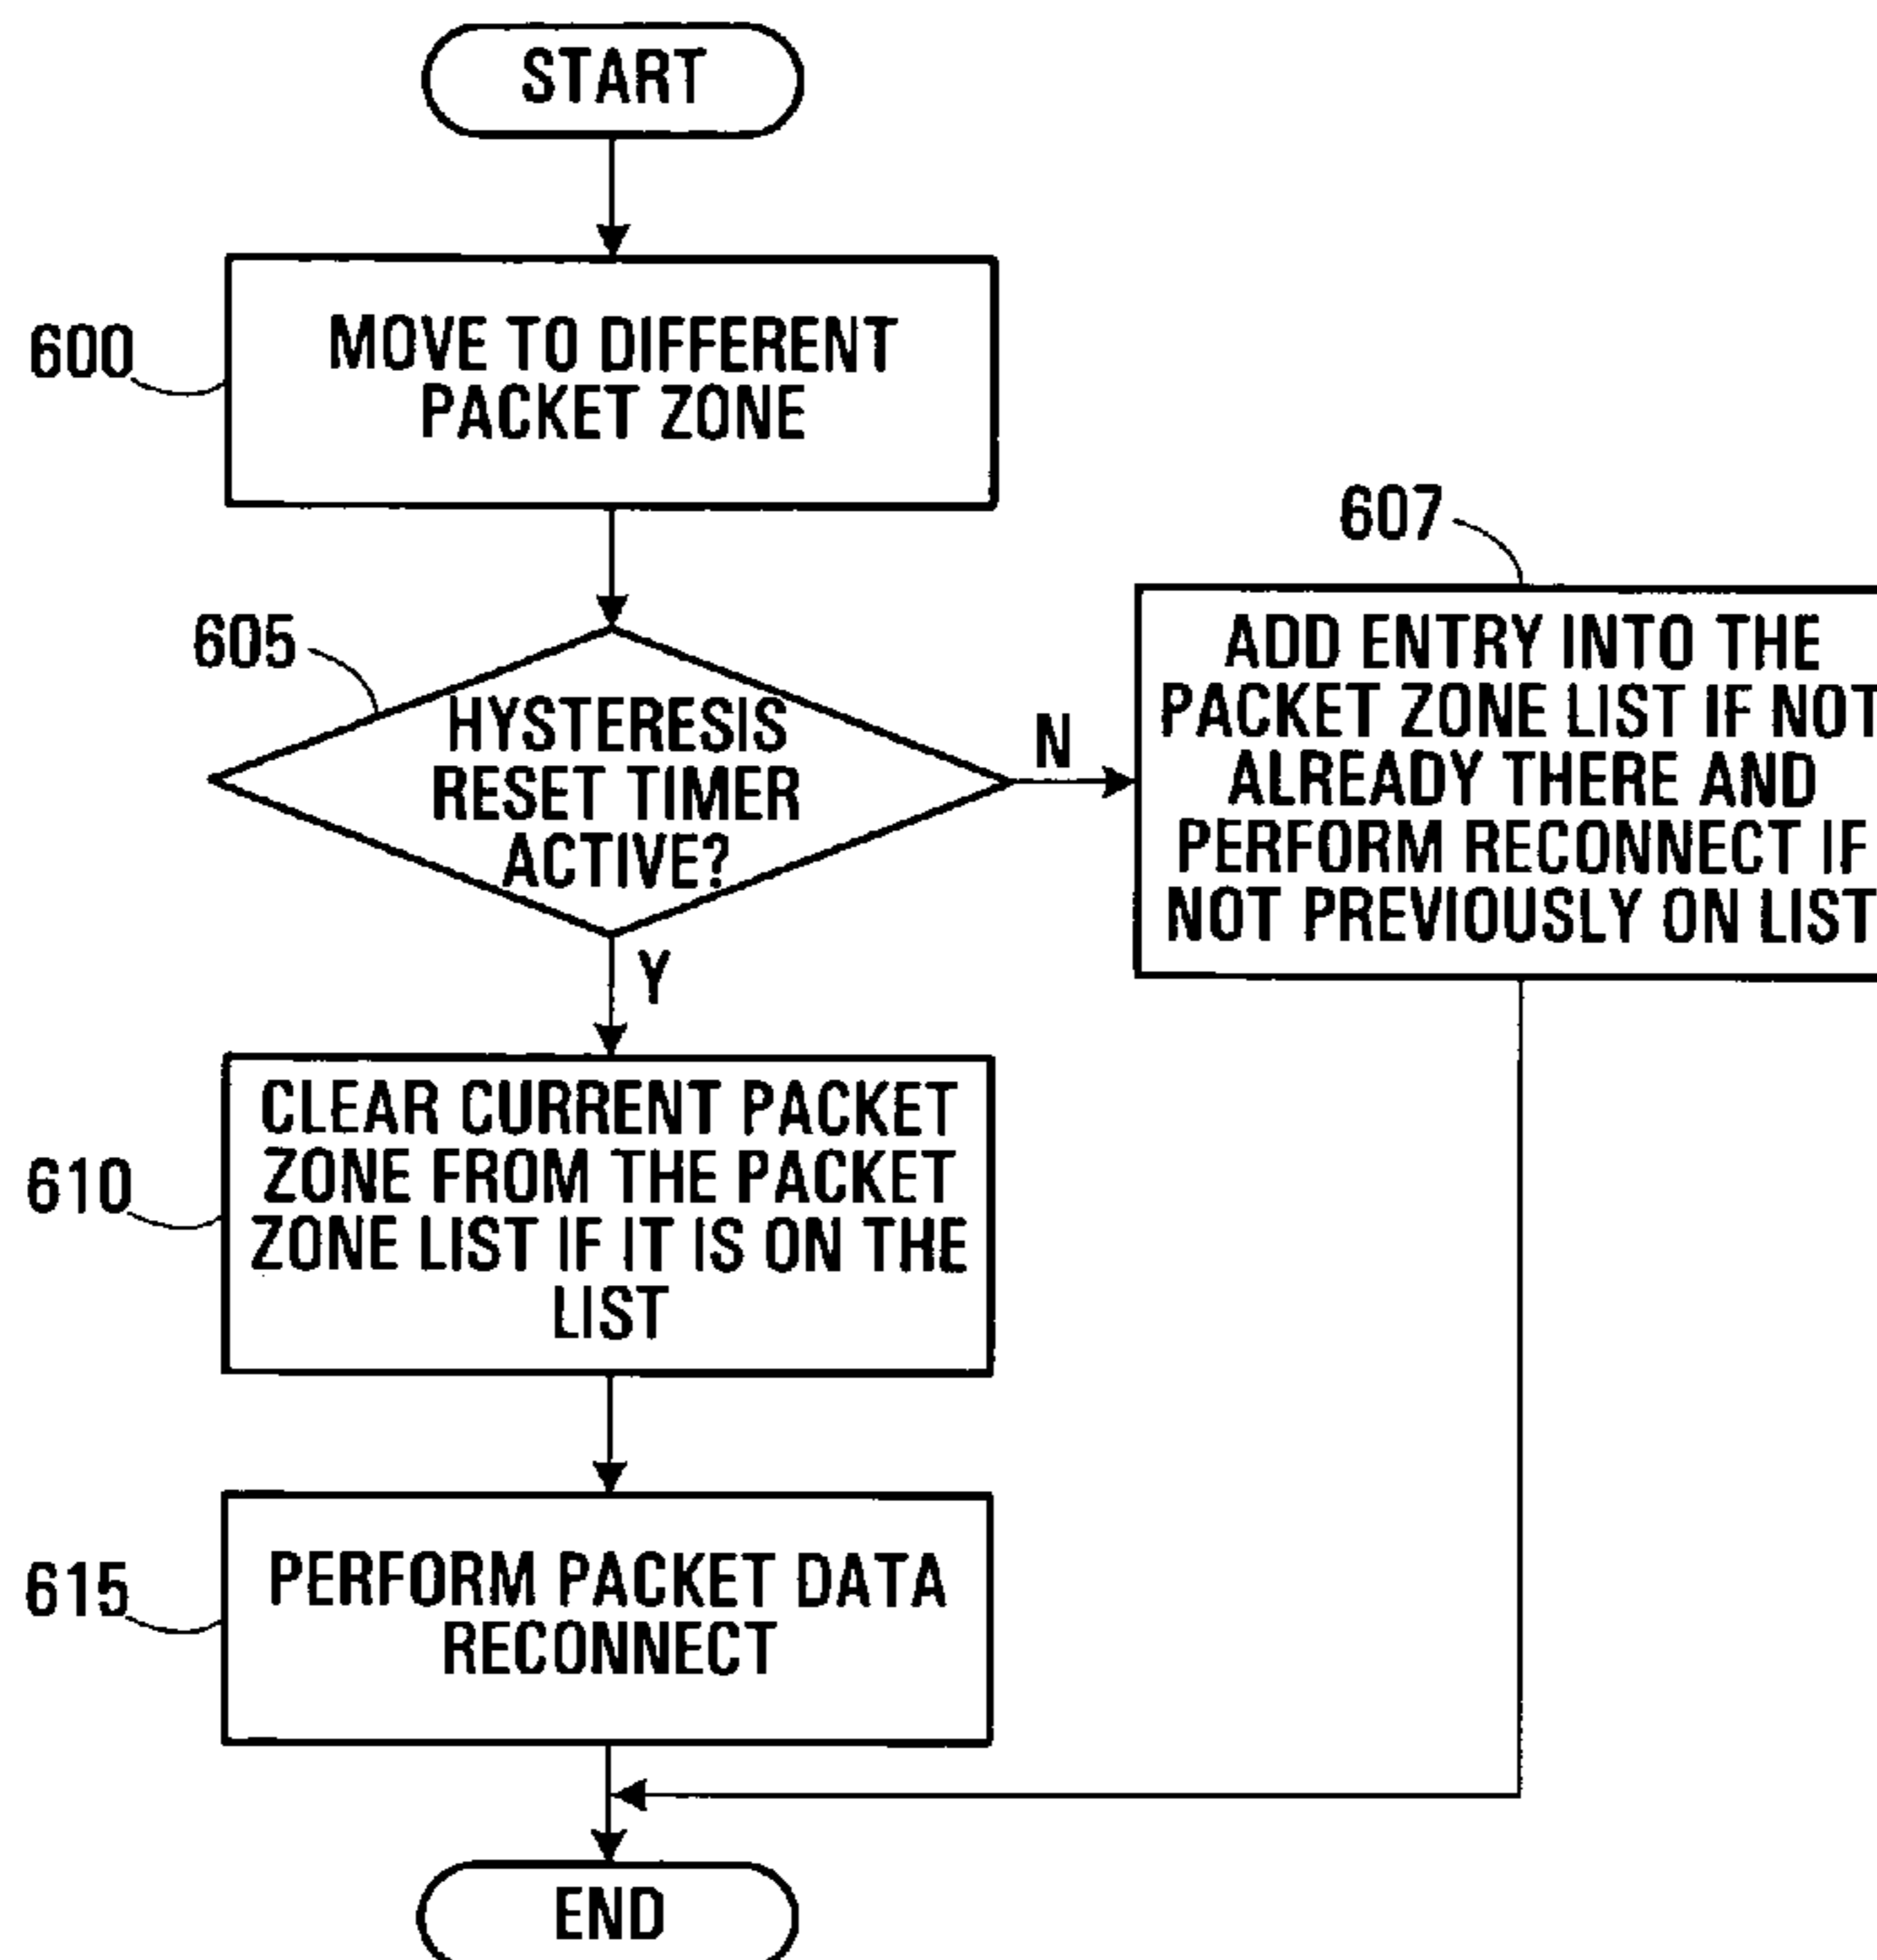 START
600
MOVE TO DIFFERENT
PACKET ZONE
605
HYSTERESIS
RESET TIMER
ACTIVE?
N
Y
607
ADD ENTRY INTO THE
PACKET ZONE LIST IF NOT
ALREADY THERE AND
PERFORM RECONNECT IF
NOT PREVIOUSLY ON LIST
610
CLEAR CURRENT PACKET
ZONE FROM THE PACKET
ZONE LIST IF IT IS ON THE
LIST
615
PERFORM PACKET DATA
RECONNECT
END